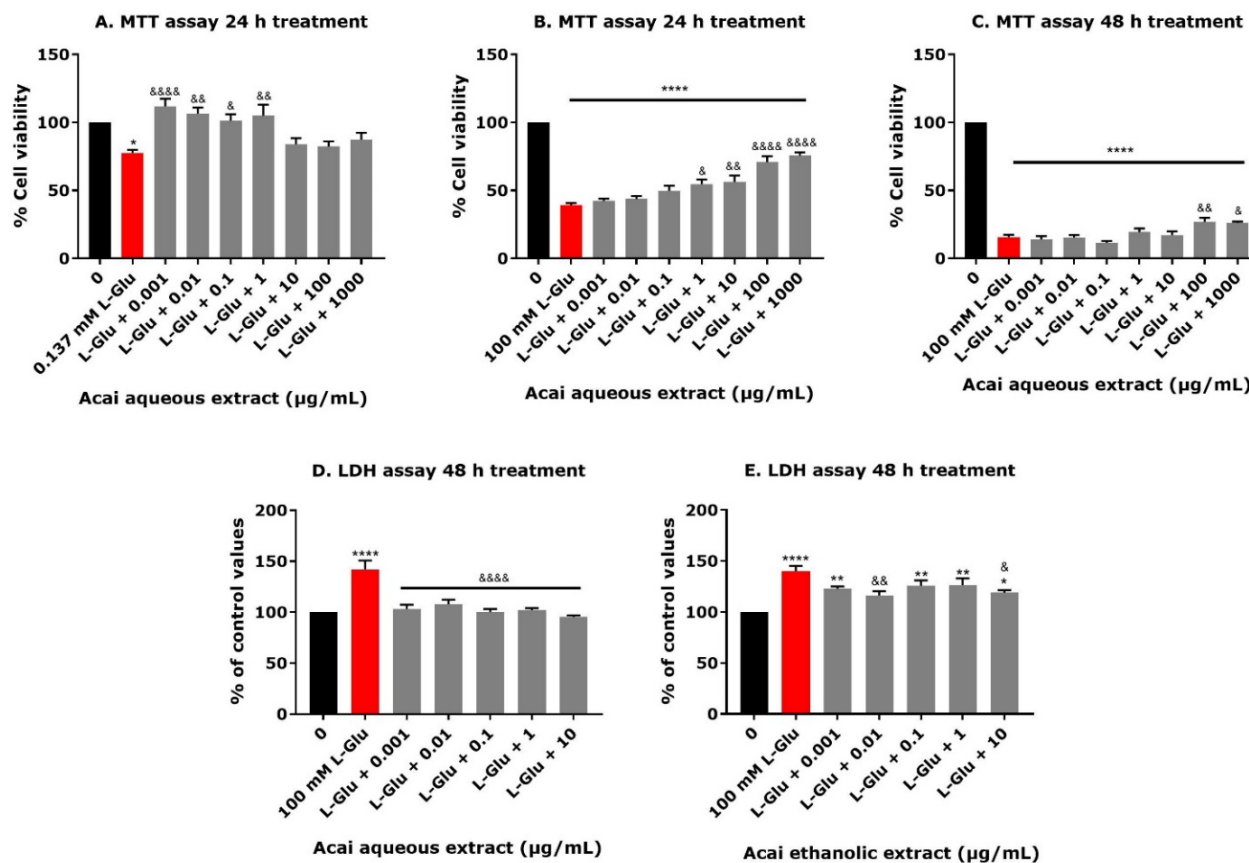 A. MTT assay 24 h treatment
% Cell viability
150
100
50
0
&&&&
&&
&
&&
*
0
0.137 mM L-Glu
L-Glu + 0.001
L-Glu + 0.01
L-Glu + 0.1
L-Glu + 1
L-Glu + 10
L-Glu + 100
L-Glu + 1000
Acai aqueous extract (µg/mL)
B. MTT assay 24 h treatment
% Cell viability
150
100
50
0
****
&
&&
&&&&
&&&&
0
100 mM L-Glu
L-Glu + 0.001
L-Glu + 0.01
L-Glu + 0.1
L-Glu + 1
L-Glu + 10
L-Glu + 100
L-Glu + 1000
Acai aqueous extract (µg/mL)
C. MTT assay 48 h treatment
% Cell viability
150
100
50
0
****
&&
&
0
100 mM L-Glu
L-Glu + 0.001
L-Glu + 0.01
L-Glu + 0.1
L-Glu + 1
L-Glu + 10
L-Glu + 100
L-Glu + 1000
Acai aqueous extract (µg/mL)
D. LDH assay 48 h treatment
% of control values
200
150
100
50
0
****
&&&&
0
100 mM L-Glu
L-Glu + 0.001
L-Glu + 0.01
L-Glu + 0.1
L-Glu + 1
L-Glu + 10
Acai aqueous extract (µg/mL)
E. LDH assay 48 h treatment
% of control values
200
150
100
50
0
****
**
&&
**
**
&
*
0
100 mM L-Glu
L-Glu + 0.001
L-Glu + 0.01
L-Glu + 0.1
L-Glu + 1
L-Glu + 10
Acai ethanolic extract (µg/mL)